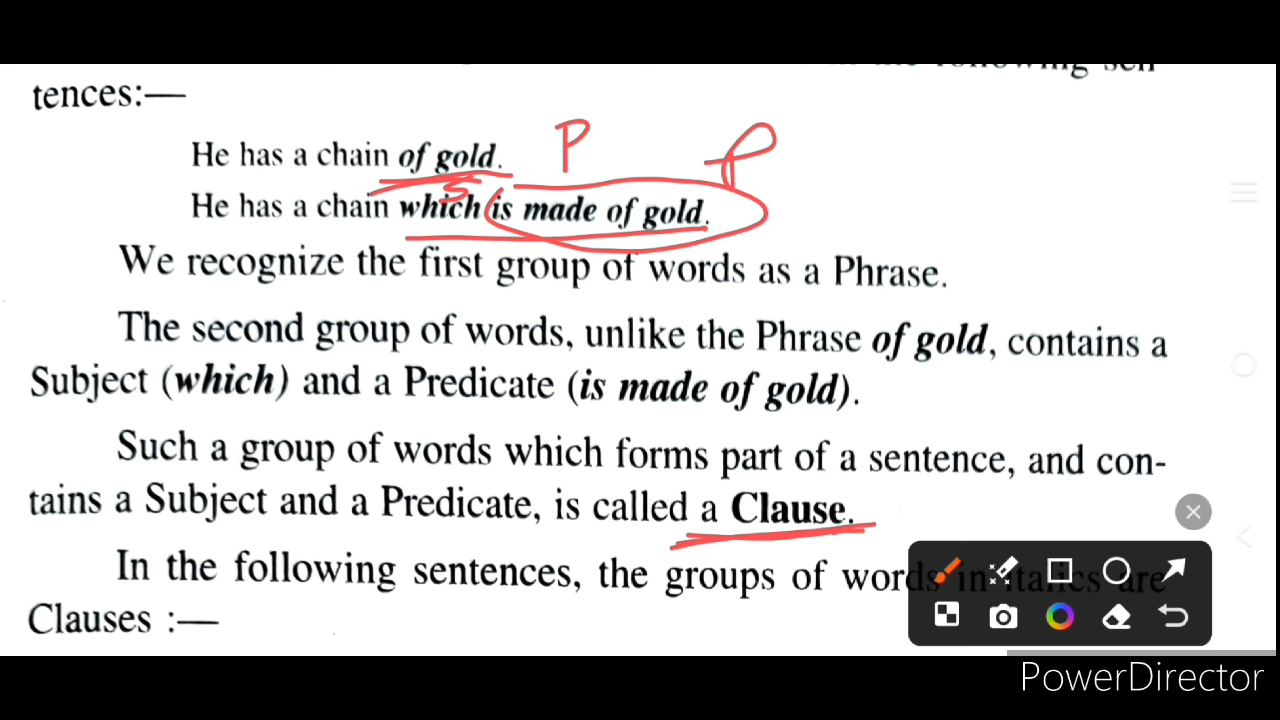 tences:—
He has a chain of gold. P P
He has a chain which is made of gold.
S
We recognize the first group of words as a Phrase.
The second group of words, unlike the Phrase of gold, contains a
Subject (which) and a Predicate (is made of gold).
Such a group of words which forms part of a sentence, and con-
tains a Subject and a Predicate, is called a Clause.
In the following sentences, the groups of words in italics are
Clauses :—
PowerDirector